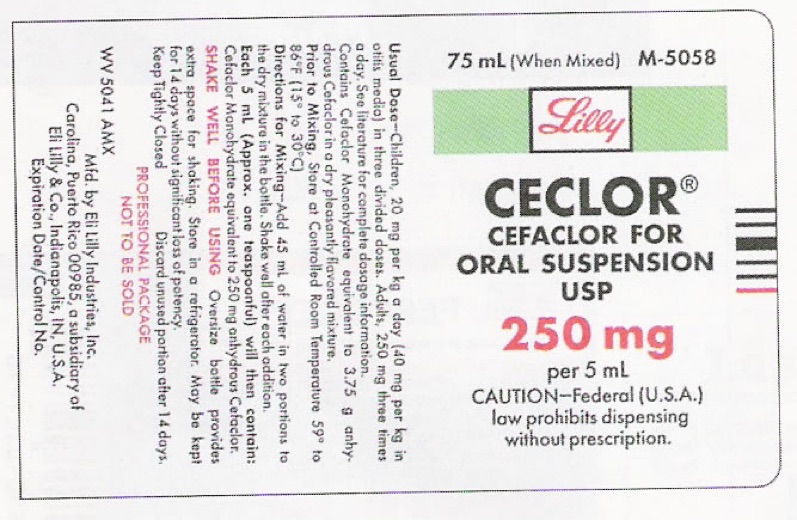 75 mL (When Mixed) M-5058
Lilly
CECLOR®
CEFACLOR FOR
ORAL SUSPENSION
USP
250 mg
per 5 mL
CAUTION—Federal (U.S.A.)
law prohibits dispensing
without prescription.
Usual Dose—Children, 20 mg per kg a day (40 mg per kg in
otitis media) in three divided doses. Adults, 250 mg three times
a day. See literature for complete dosage information.
Contains Cefaclor Monohydrate equivalent to 3.75 g anhy-
drous Cefaclor in a dry pleasantly flavored mixture.
Prior to Mixing, Store at Controlled Room Temperature 59° to
86°F (15° to 30°C)
Directions for Mixing—Add 45 mL of water in two portions to
the dry mixture in the bottle. Shake well after each addition.
Each 5 mL (Approx. one teaspoonful) will then contain:
Cefaclor Monohydrate equivalent to 250 mg anhydrous Cefaclor.
SHAKE WELL BEFORE USING Oversize bottle provides
extra space for shaking. Store in a refrigerator. May be kept
for 14 days without significant loss of potency.
Keep Tightly Closed Discard unused portion after 14 days.
PROFESSIONAL PACKAGE
NOT TO BE SOLD
WV 5041 AMX
Mfd. by Eli Lilly Industries, Inc.
Carolina, Puerto Rico 00985, a subsidiary of
Eli Lilly & Co., Indianapolis, IN, U.S.A.
Expiration Date/Control No.